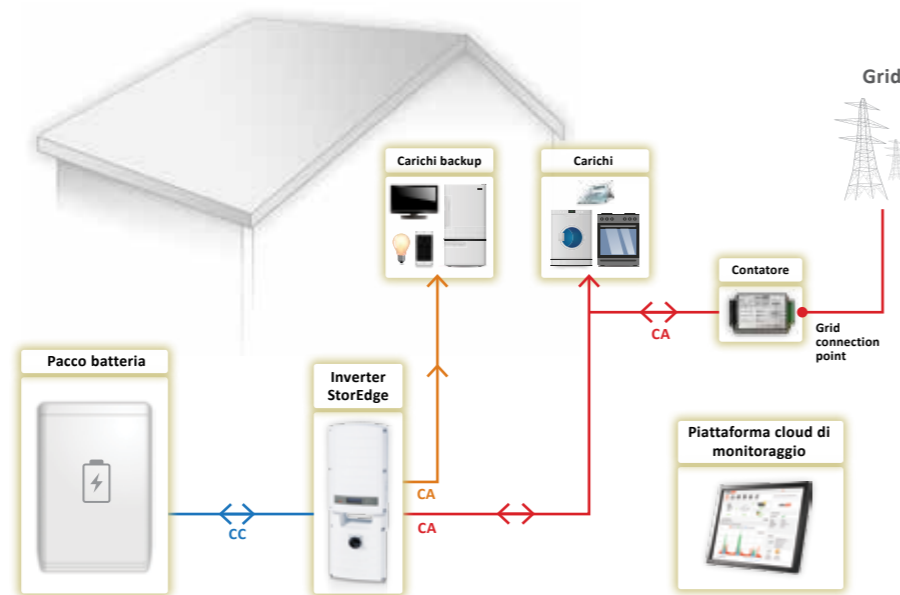 Grid
Carichi backup
Carichi
Contatore
CA
Grid
connection
point
Pacco batteria
Inverter
StorEdge
Piattaforma cloud di
monitoraggio
CA
CC
CA